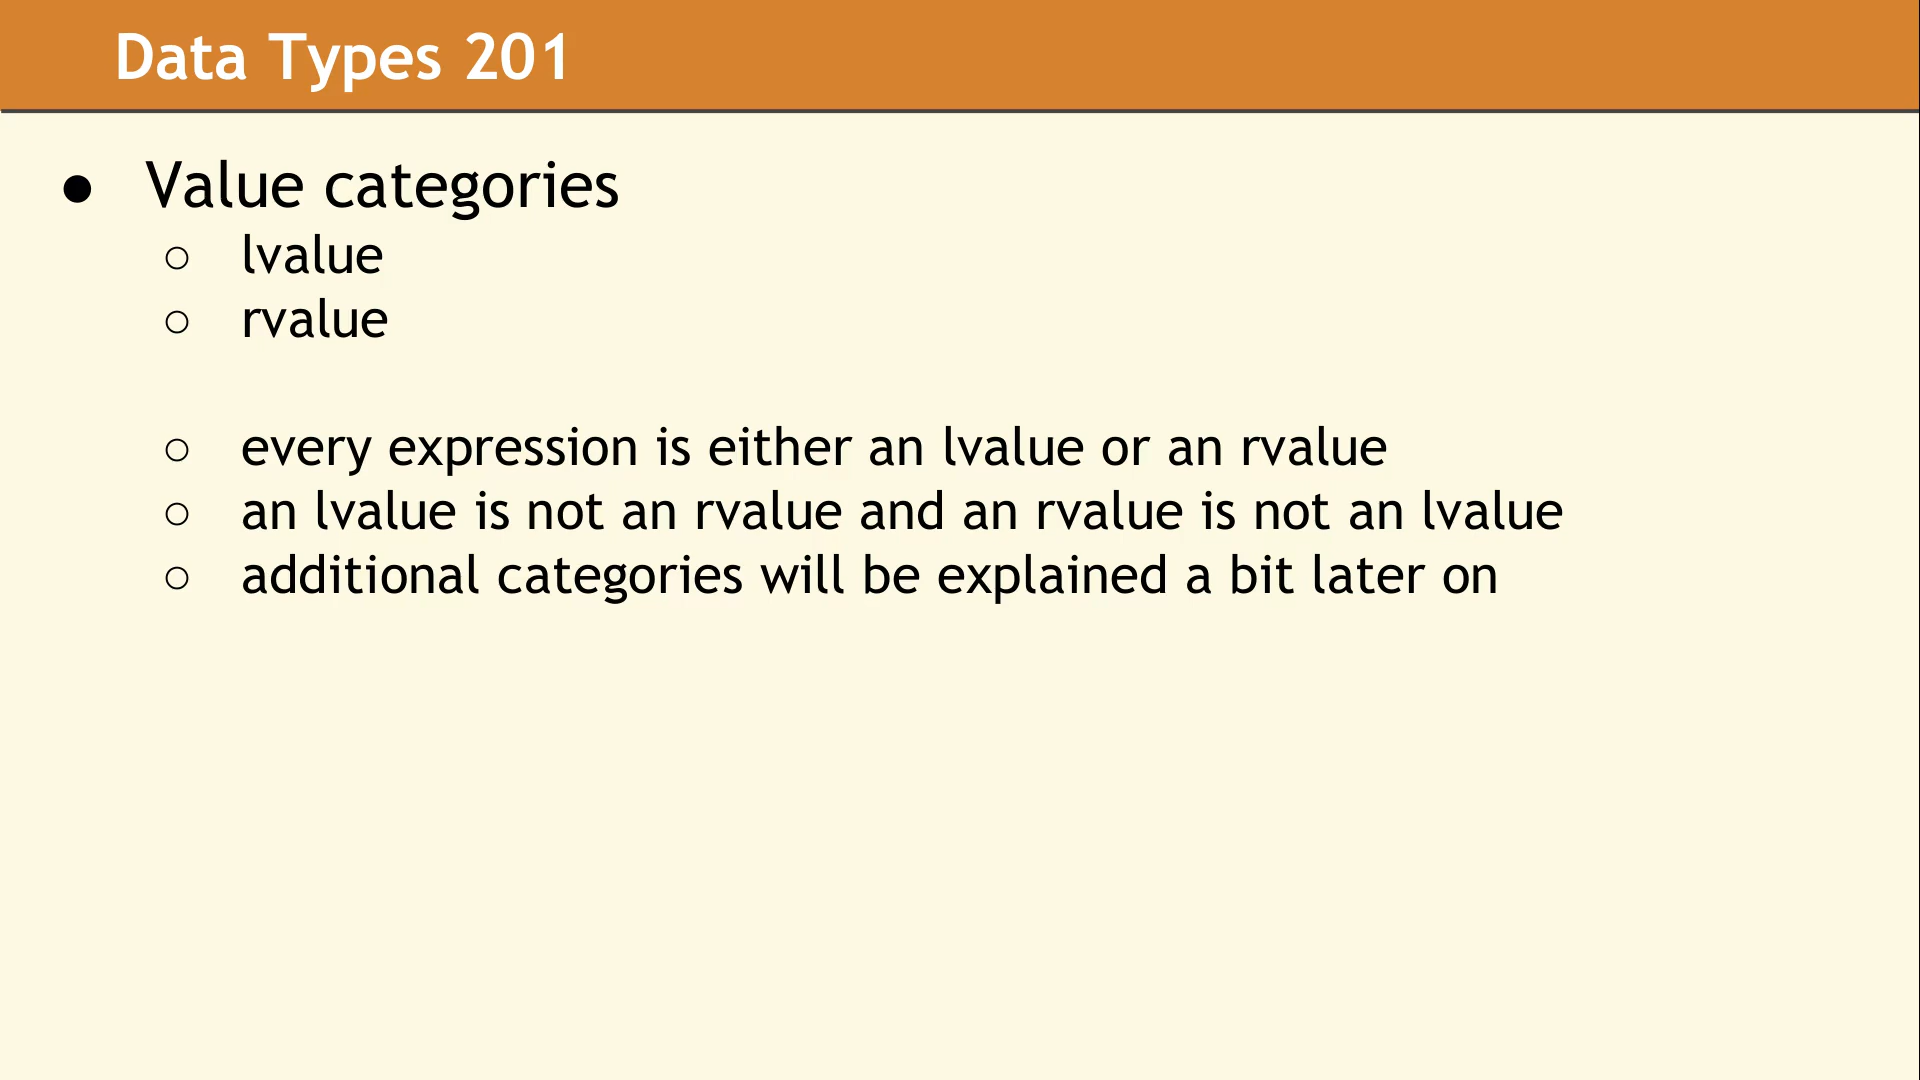 Data Types 201
● Value categories
○ lvalue
○ rvalue
○ every expression is either an lvalue or an rvalue
○ an lvalue is not an rvalue and an rvalue is not an lvalue
○ additional categories will be explained a bit later on